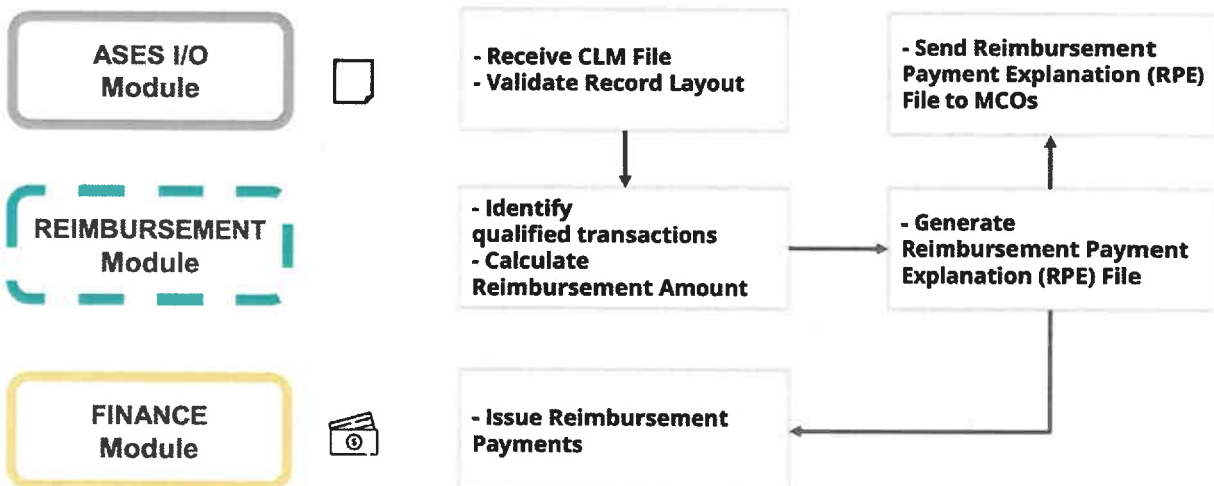 ASES I/O
Module
- Receive CLM File
- Validate Record Layout
- Send Reimbursement
Payment Explanation (RPE)
File to MCOs
REIMBURSEMENT
Module
- Identify
qualified transactions
- Calculate
Reimbursement Amount
- Generate
Reimbursement Payment
Explanation (RPE) File
FINANCE
Module
$
- Issue Reimbursement
Payments